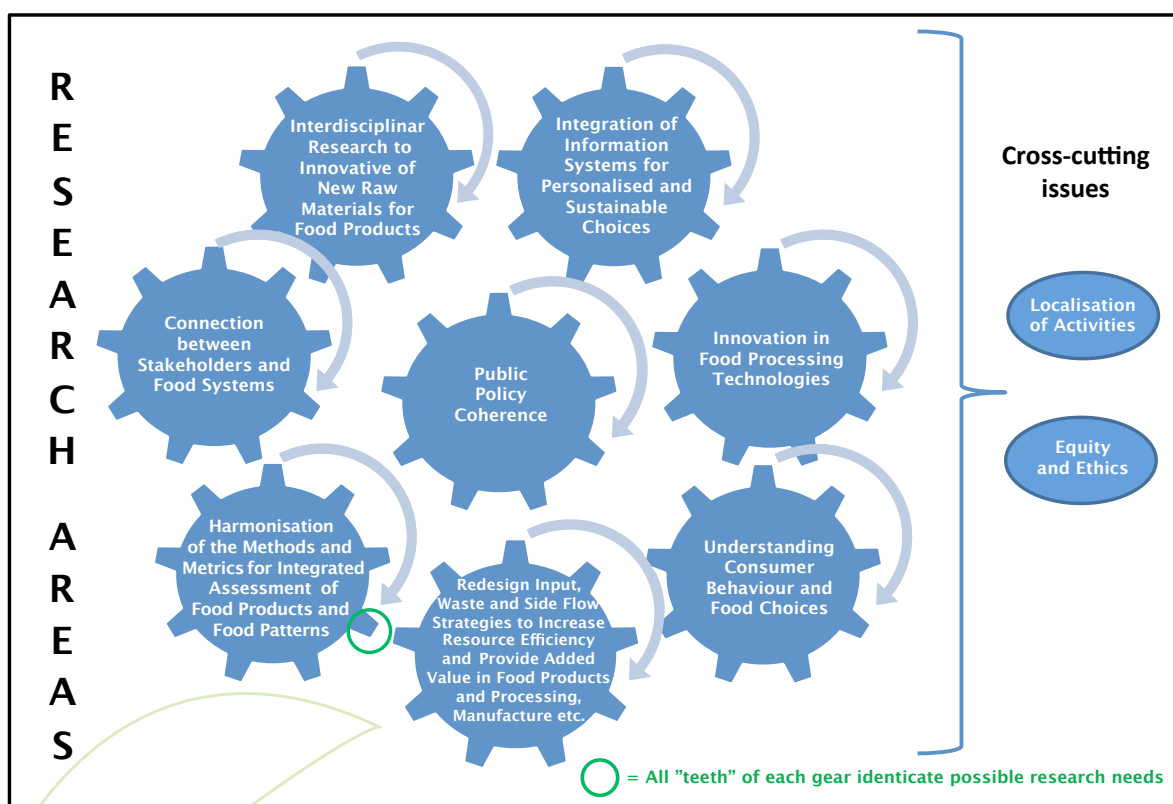 RESEARCH AREAS
Interdisciplinar
Research to
Innovative of
New Raw
Materials for
Food Products
Integration of
Information
Systems for
Personalised and
Sustainable
Choices
Connection
between
Stakeholders and
Food Systems
Public
Policy
Coherence
Innovation in
Food Processing
Technologies
Harmonisation
of the Methods and
Metrics for Integrated
Assessment of
Food Products and
Food Patterns
Redesign Input,
Waste and Side Flow
Strategies to Increase
Resource Efficiency
and Provide Added
Value in Food Products
and Processing,
Manufacture etc.
Understanding
Consumer
Behaviour and
Food Choices
Cross-cutting
issues
Localisation
of Activities
Equity
and Ethics
= All ”teeth” of each gear identicate possible research needs